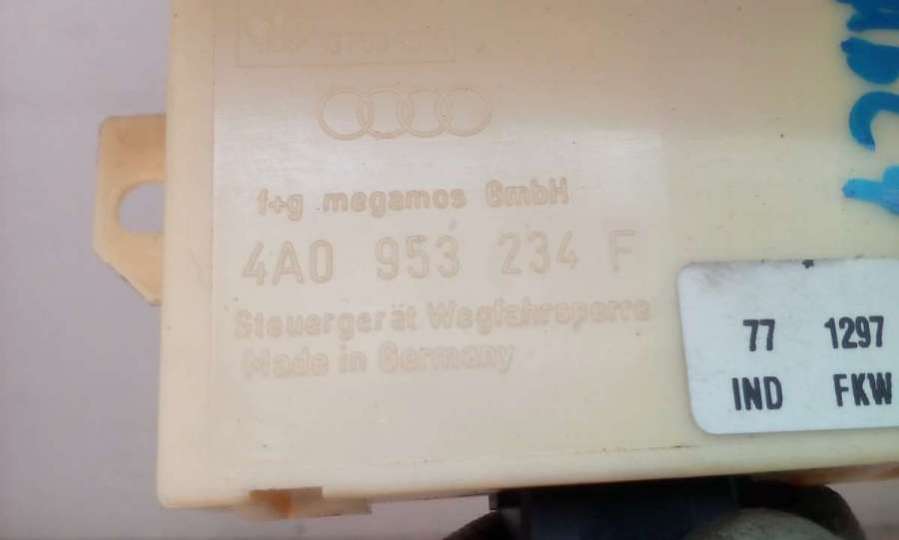 f+g megamos GmbH
4A0 953 234 F
Steuergerät Wegfahrsperre
Made in Germany
77 1297
IND FKW